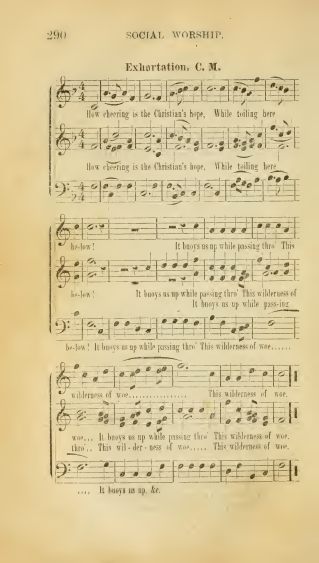 290 SOCIAL WORSHIP.
Exhortation. C. M.
How cheering is the Christian's hope, While toiling here
How cheering is the Christian's hope, While toiling here
be-low! It buoys us up while passing thro' This
be-low! It buoys us up while passing thro' This wilderness of
It buoys us up while pass-ing
be-low! It buoys us up while passing thro' This wilderness of woe......
wilderness of woe................. This wilderness of woe.
woe... It buoys us up while passing thro' This wilderness of woe.
thro'.. This wil-der-ness of woe..... This wilderness of woe.
.... It buoys us up, &c.